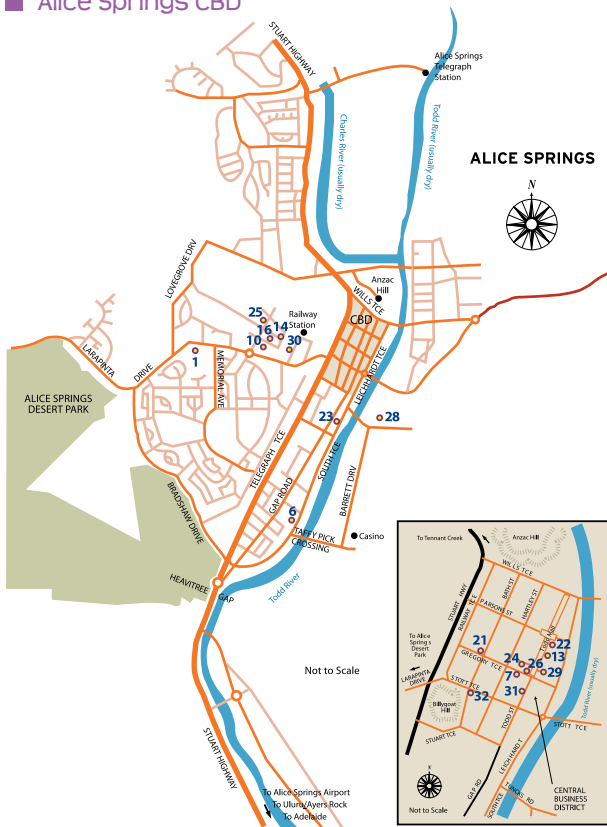 Alice Springs CBD
STUART HIGHWAY
Alice Springs
Telegraph
Station
Charles River (usually dry)
Todd River (usually dry)
ALICE SPRINGS
N
LOVEGROVE DRV
Anzac
Hill
WILLS TCE
CBD
Railway
Station
25
16
14
10
30
1
LARAPINTA
DRIVE
MEMORIAL AVE
LEICHHARDT TCE
ALICE SPRINGS
DESERT PARK
23
28
TELEGRAPH TCE
SOUTH TCE
GAP ROAD
BARRETT DRV
BRADSHAW DRIVE
6
TAFFY PICK
CROSSING
Casino
HEAVITREE
GAP
Todd River
Not to Scale
STUART HIGHWAY
To Alice Springs Airport
To Uluru/Ayers Rock
To Adelaide
To Tennant Creek
Anzac Hill
WILLS TCE
STUART HWY
RAILWAY TCE
BATH ST
HARTLEY ST
PARSONS ST
Todd Mall
To Alice
Spring s
Desert
Park
21
22
13
GREGORY TCE
24
26
7
29
LARAPINTA
DRIVE
STOTT TCE
32
31
Billygoat
Hill
TODD ST
STOTT TCE
Todd River (usually dry)
STUART TCE
LEICH HARD T
GAP RD
SOUTH TCE
TUNCKS RD
CENTRAL
BUSINESS
DISTRICT
Not to Scale